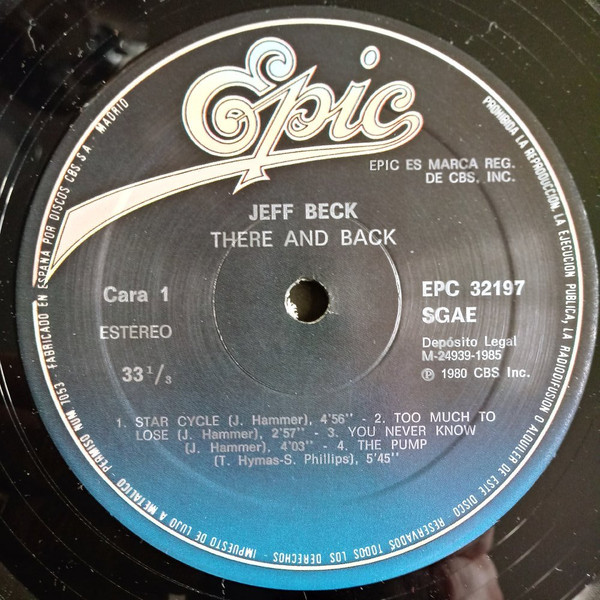 Epic
EPIC ES MARCA REG.
DE CBS, INC.
JEFF BECK
THERE AND BACK
Cara 1
ESTEREO
33 1/3
EPC 32197
SGAE
Depósito Legal
M-24939-1985
℗ 1980 CBS Inc.
1. STAR CYCLE (J. Hammer), 4'56'' - 2. TOO MUCH TO
LOSE (J. Hammer), 2'57'' - 3. YOU NEVER KNOW
(J. Hammer), 4'03'' - 4. THE PUMP
(T. Hymas-S. Phillips), 5'45''
PROHIBIDA LA REPRODUCCION, LA EJECUCION PUBLICA, LA RADIODIFUSION O ALQUILER DE ESTE DISCO - RESERVADOS TODOS LOS DERECHOS - IMPUESTO DE LUJO A METALICO - PERMISO NUM 7053 - FABRICADO EN ESPAÑA POR DISCOS CBS S.A. MADRID